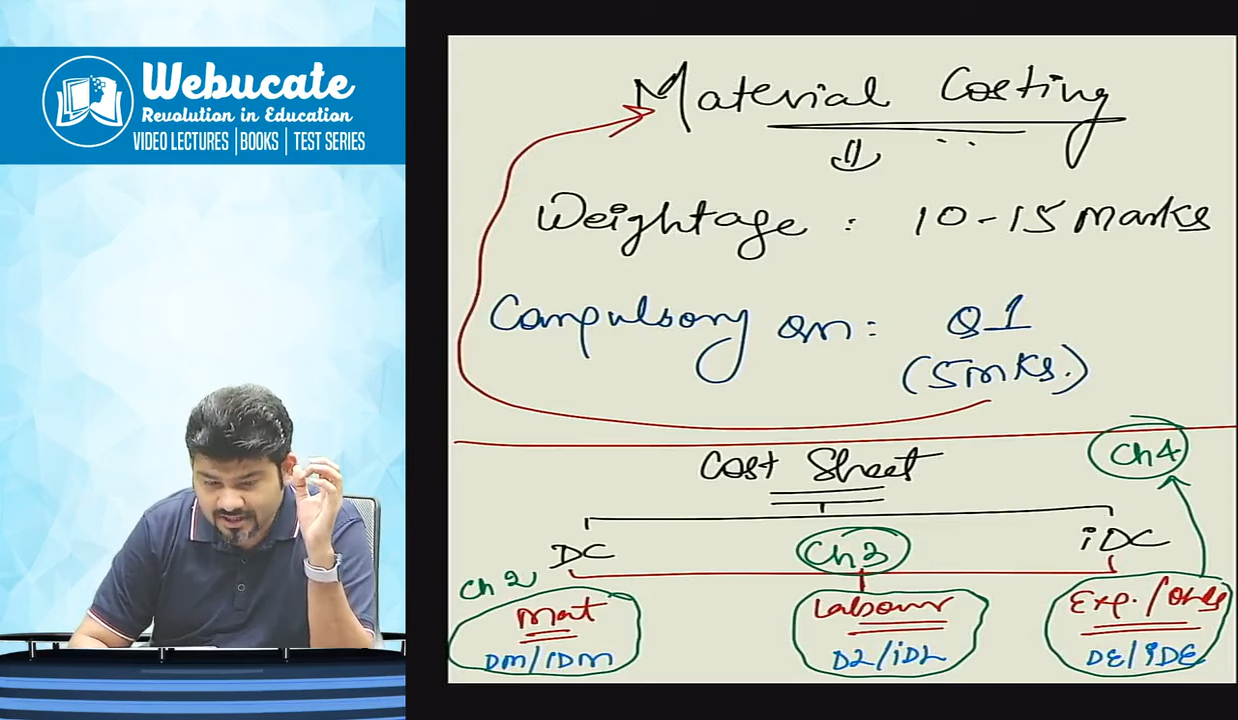 Webucate
Revolution in Education
VIDEO LECTURES | BOOKS | TEST SERIES
Material Costing
Weightage : 10-15 marks
Compulsory Qn: Q1
(5mks.)
Cost Sheet
Ch4
DC
Ch3
iDC
Ch 2
Mat
Labour
Exp./Ohds
DM/IDM
DL/iDL
DE/iDE